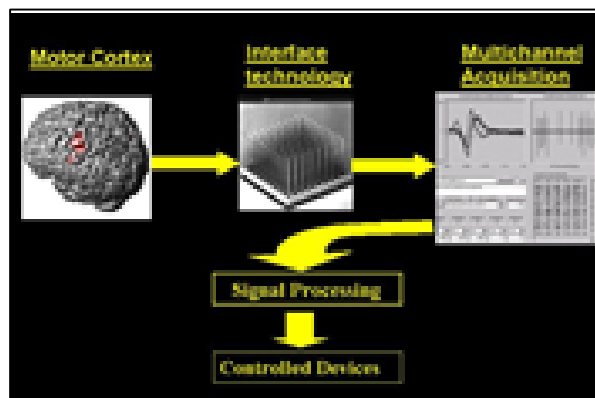 Motor Cortex
Interface
technology
Multichannel
Acquisition
Signal Processing
Controlled Devices